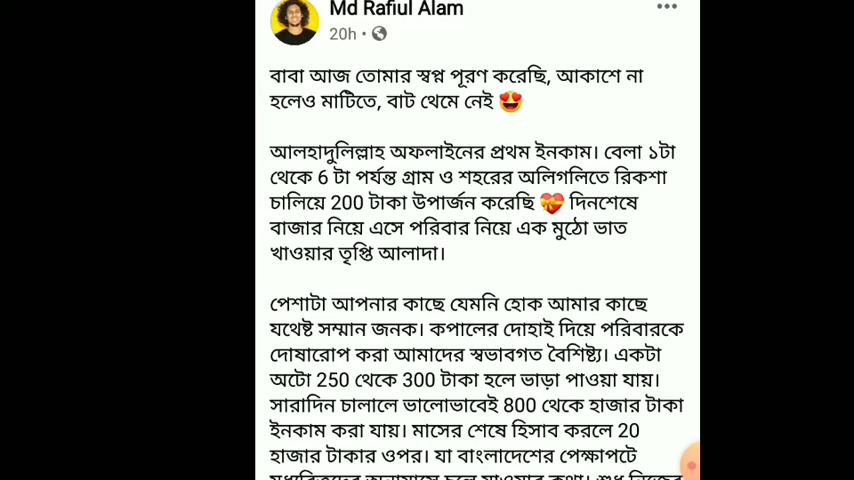 Md Rafiul Alam
20h
বাবা আজ তোমার স্বপ্ন পূরণ করেছি, আকাশে না
হলেও মাটিতে, বাট থেমে নেই 😍
আলহাদুলিল্লাহ অফলাইনের প্রথম ইনকাম। বেলা ১টা
থেকে 6 টা পর্যন্ত গ্রাম ও শহরের অলিগলিতে রিকশা
চালিয়ে 200 টাকা উপার্জন করেছি 💝 দিনশেষে
বাজার নিয়ে এসে পরিবার নিয়ে এক মুঠো ভাত
খাওয়ার তৃপ্তি আলাদা।
পেশাটা আপনার কাছে যেমনি হোক আমার কাছে
যথেষ্ট সম্মান জনক। কপালের দোহাই দিয়ে পরিবারকে
দোষারোপ করা আমাদের স্বভাবগত বৈশিষ্ট্য। একটা
অটো 250 থেকে 300 টাকা হলে ভাড়া পাওয়া যায়।
সারাদিন চালালে ভালোভাবেই 800 থেকে হাজার টাকা
ইনকাম করা যায়। মাসের শেষে হিসাব করলে 20
হাজার টাকার ওপর। যা বাংলাদেশের পেক্ষাপটে